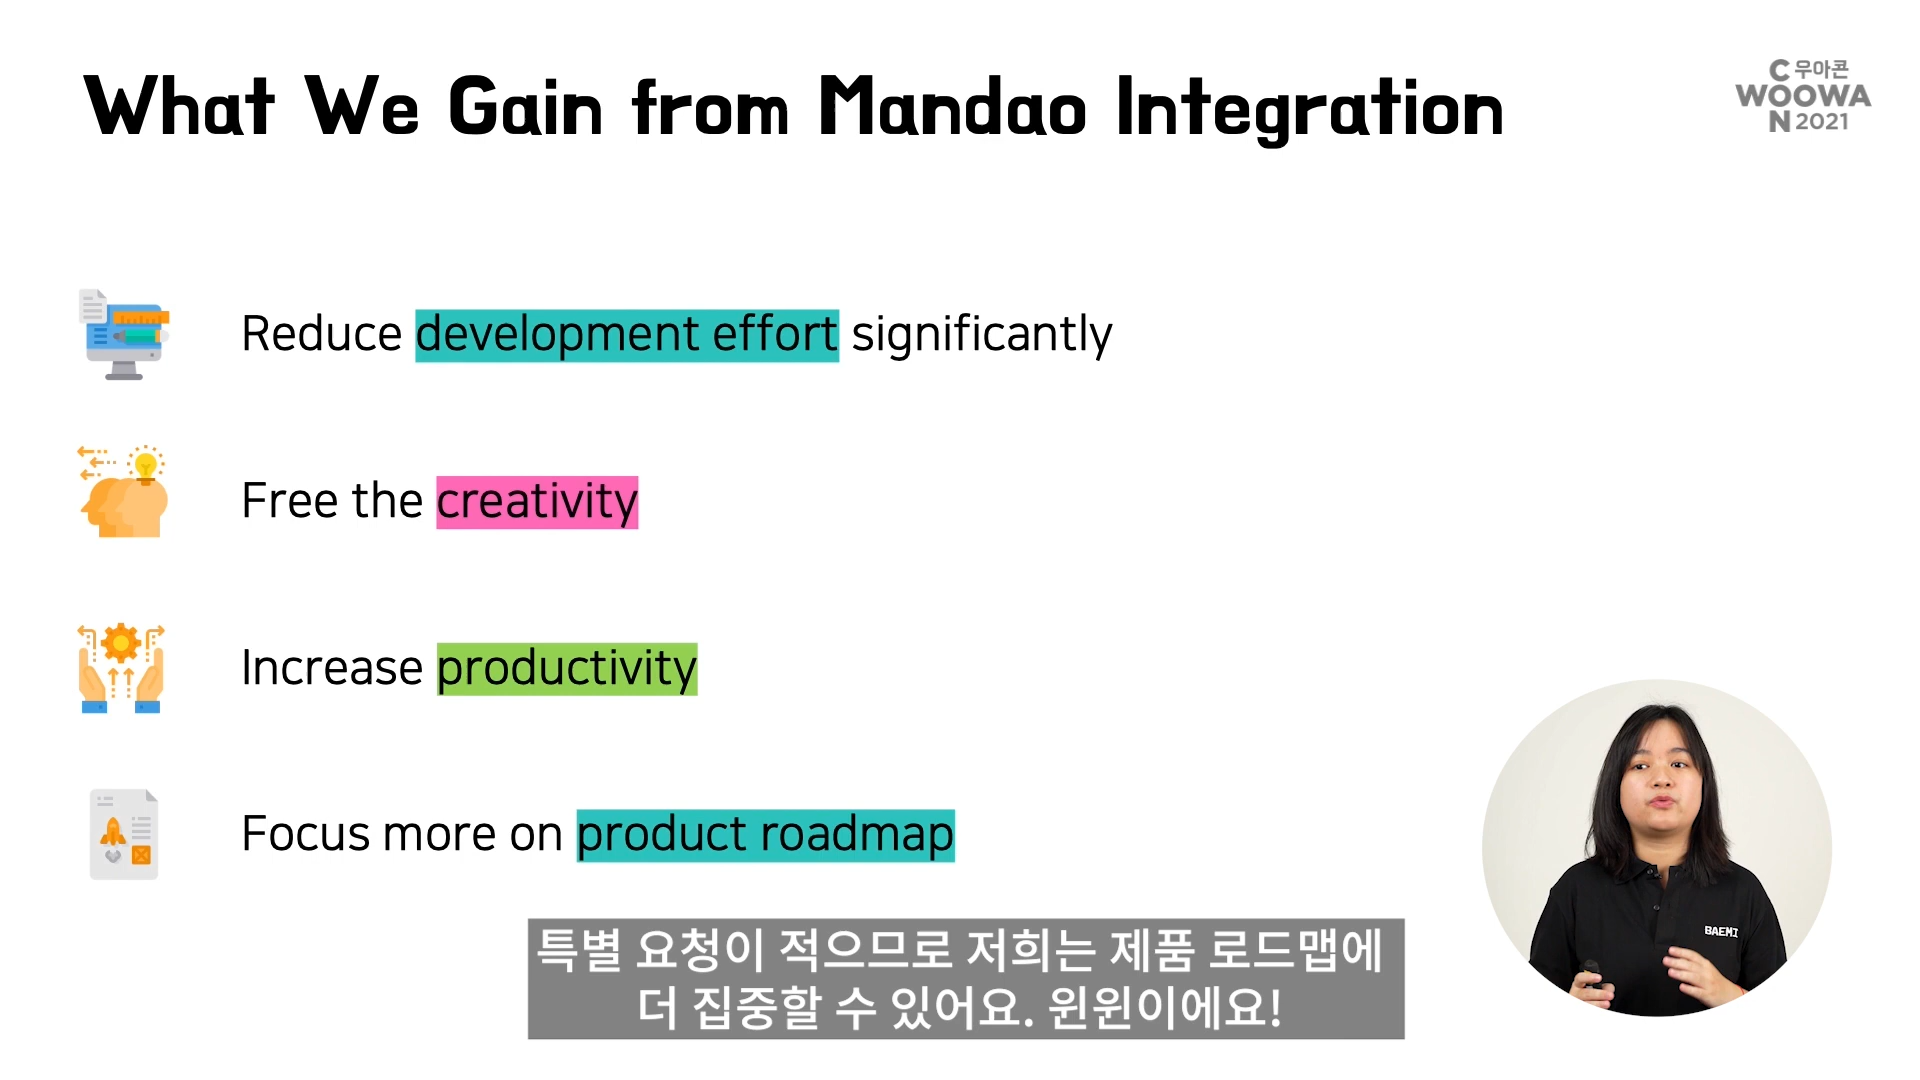 What We Gain from Mandao Integration
C 우아콘
WOOWA
N 2021
Reduce development effort significantly
Free the creativity
Increase productivity
Focus more on product roadmap
BAEMI
특별 요청이 적으므로 저희는 제품 로드맵에
더 집중할 수 있어요. 윈윈이에요!